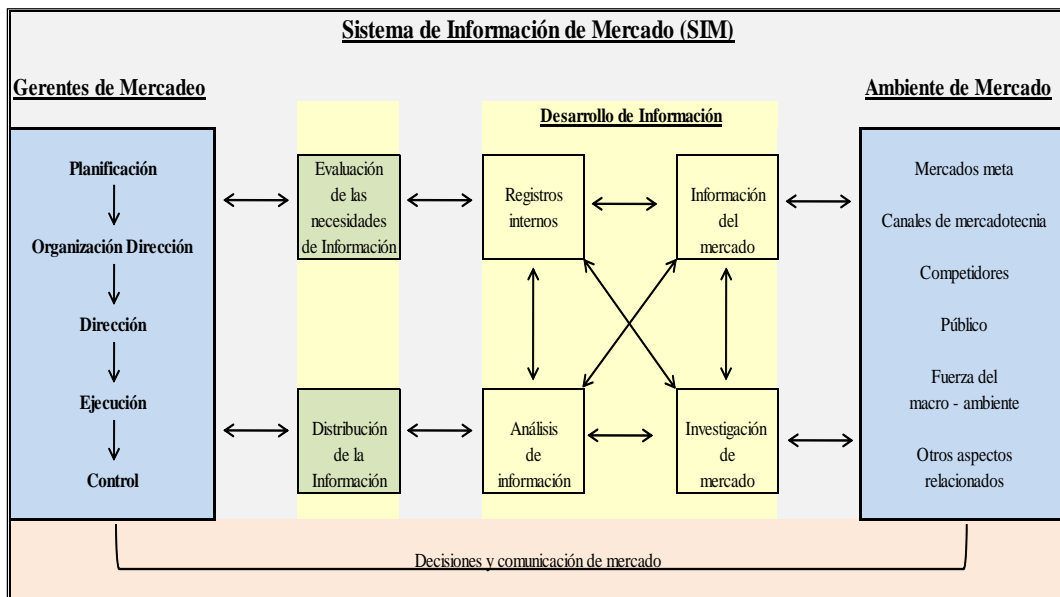 Sistema de Información de Mercado (SIM)
Gerentes de Mercadeo
Ambiente de Mercado
Desarrollo de Información
Planificación
Organización Dirección
Dirección
Ejecución
Control
Evaluación
de las
necesidades
de Información
Distribución
de la
Información
Registros
internos
Información
del
mercado
Análisis
de
información
Investigación
de
mercado
Mercados meta
Canales de mercadotecnia
Competidores
Público
Fuerza del
macro - ambiente
Otros aspectos
relacionados
Decisiones y comunicación de mercado